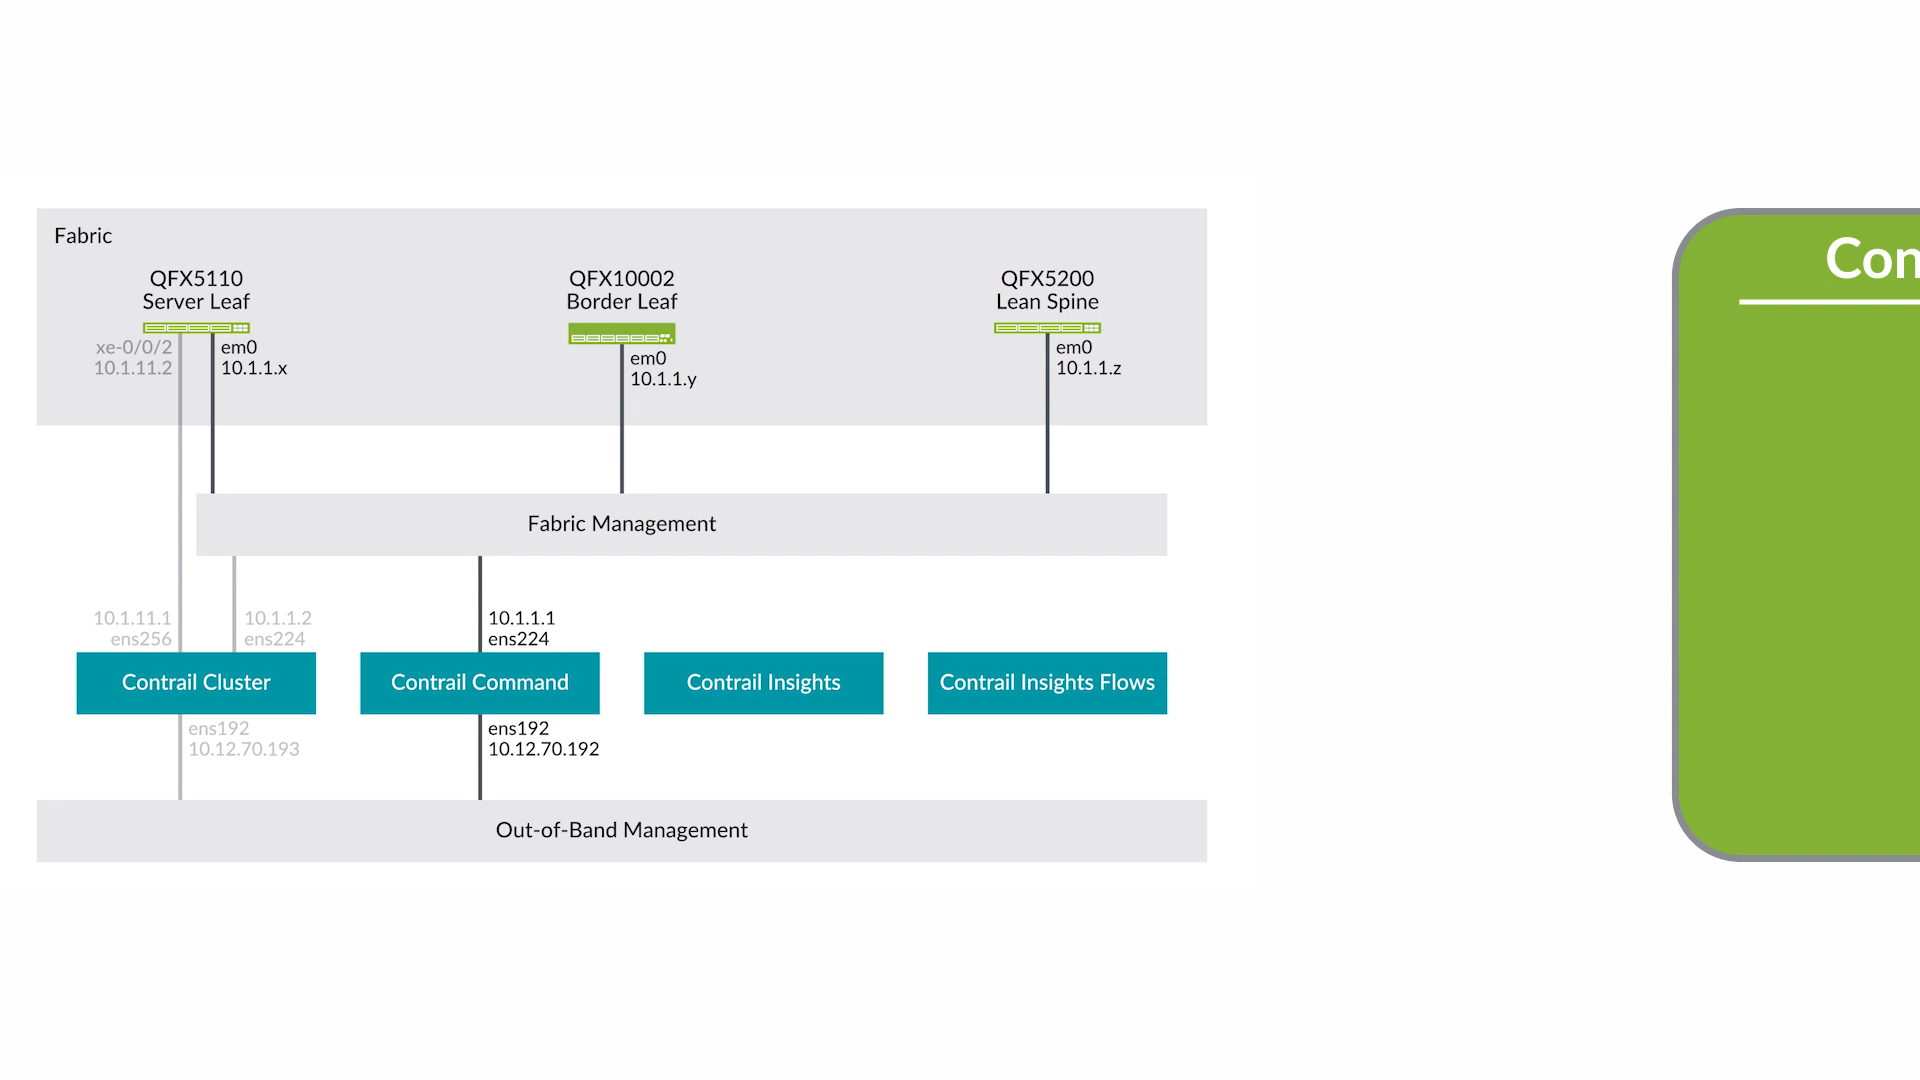 Fabric
QFX5110
Server Leaf
QFX10002
Border Leaf
QFX5200
Lean Spine
xe-0/0/2
10.1.11.2
em0
10.1.1.x
em0
10.1.1.y
em0
10.1.1.z
Fabric Management
10.1.11.1
ens256
10.1.1.2
ens224
10.1.1.1
ens224
Contrail Cluster
Contrail Command
Contrail Insights
Contrail Insights Flows
ens192
10.12.70.193
ens192
10.12.70.192
Out-of-Band Management